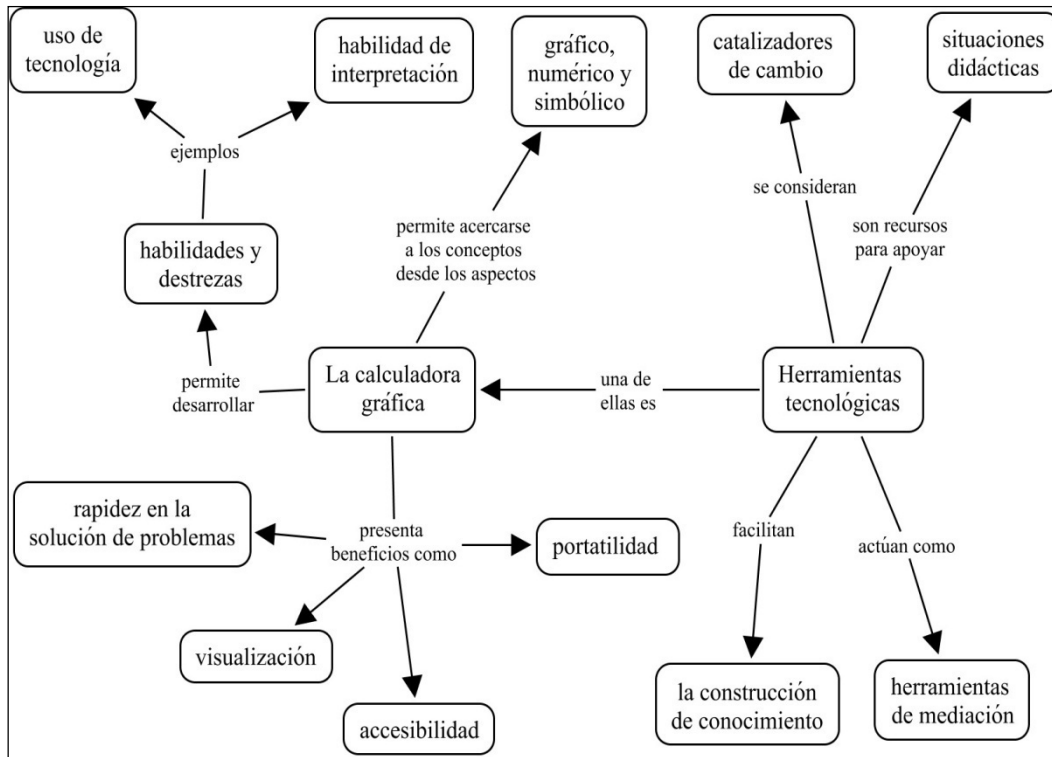 uso de
tecnología
habilidad de
interpretación
gráfico,
numérico y
simbólico
catalizadores
de cambio
situaciones
didácticas
ejemplos
se consideran
permite acercarse
a los conceptos
desde los aspectos
son recursos
para apoyar
habilidades y
destrezas
permite
desarrollar
La calculadora
gráfica
una de
ellas es
Herramientas
tecnológicas
rapidez en la
solución de problemas
presenta
beneficios como
portatilidad
facilitan
actúan como
visualización
accesibilidad
la construcción
de conocimiento
herramientas
de mediación